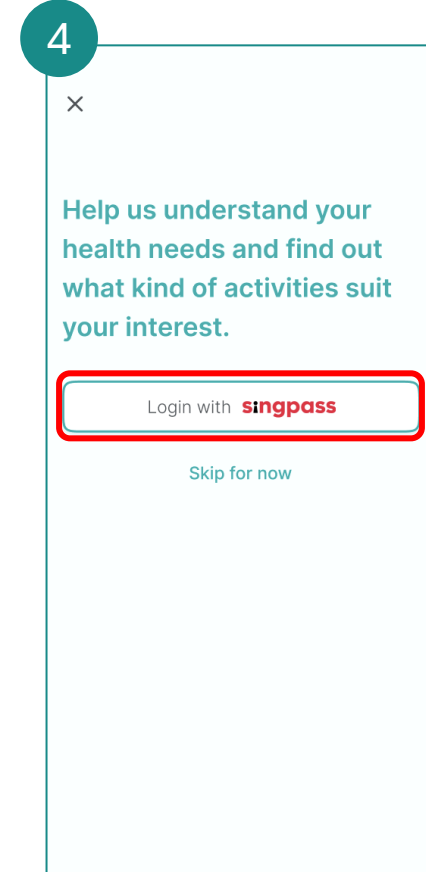 4
Help us understand your
health needs and find out
what kind of activities suit
your interest.
Login with singpass
Skip for now